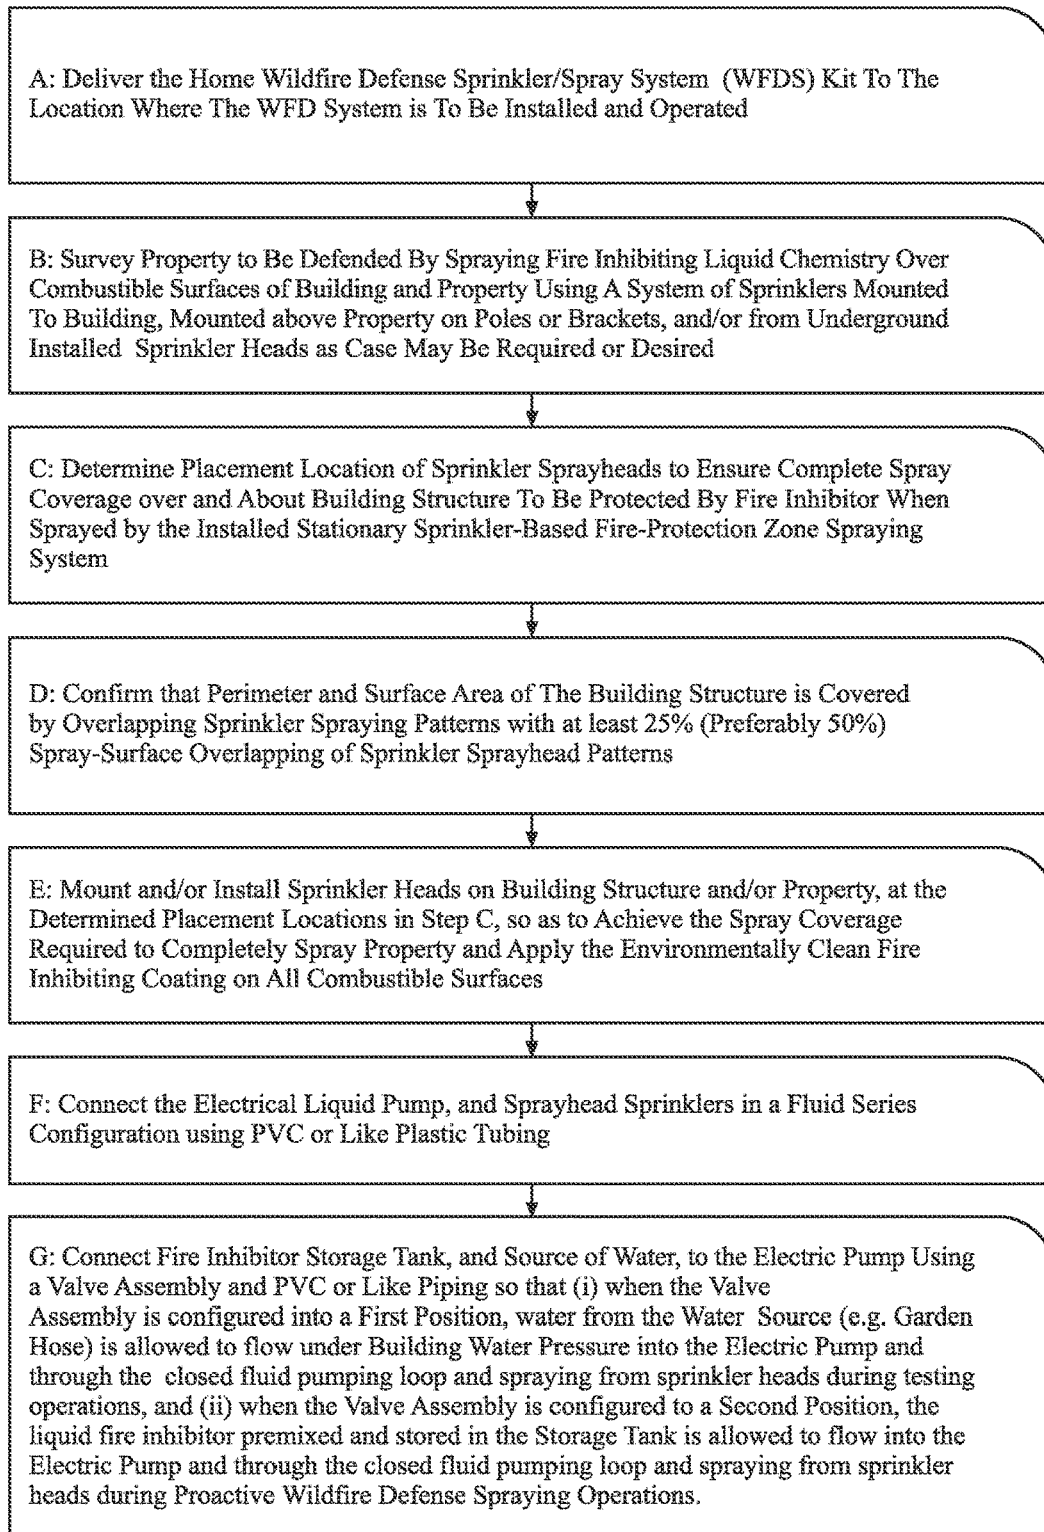 A: Deliver the Home Wildfire Defense Sprinkler/Spray System (WFDS) Kit To The
Location Where The WFD System is To Be Installed and Operated
B: Survey Property to Be Defended By Spraying Fire Inhibiting Liquid Chemistry Over
Combustible Surfaces of Building and Property Using A System of Sprinklers Mounted
To Building, Mounted above Property on Poles or Brackets, and/or from Underground
Installed Sprinkler Heads as Case May Be Required or Desired
C: Determine Placement Location of Sprinkler Sprayheads to Ensure Complete Spray
Coverage over and About Building Structure To Be Protected By Fire Inhibitor When
Sprayed by the Installed Stationary Sprinkler-Based Fire-Protection Zone Spraying
System
D: Confirm that Perimeter and Surface Area of The Building Structure is Covered
by Overlapping Sprinkler Spraying Patterns with at least 25% (Preferably 50%)
Spray-Surface Overlapping of Sprinkler Sprayhead Patterns
E: Mount and/or Install Sprinkler Heads on Building Structure and/or Property, at the
Determined Placement Locations in Step C, so as to Achieve the Spray Coverage
Required to Completely Spray Property and Apply the Environmentally Clean Fire
Inhibiting Coating on All Combustible Surfaces
F: Connect the Electrical Liquid Pump, and Sprayhead Sprinklers in a Fluid Series
Configuration using PVC or Like Plastic Tubing
G: Connect Fire Inhibitor Storage Tank, and Source of Water, to the Electric Pump Using
a Valve Assembly and PVC or Like Piping so that (i) when the Valve
Assembly is configured into a First Position, water from the Water Source (e.g. Garden
Hose) is allowed to flow under Building Water Pressure into the Electric Pump and
through the closed fluid pumping loop and spraying from sprinkler heads during testing
operations, and (ii) when the Valve Assembly is configured to a Second Position, the
liquid fire inhibitor premixed and stored in the Storage Tank is allowed to flow into the
Electric Pump and through the closed fluid pumping loop and spraying from sprinkler
heads during Proactive Wildfire Defense Spraying Operations.